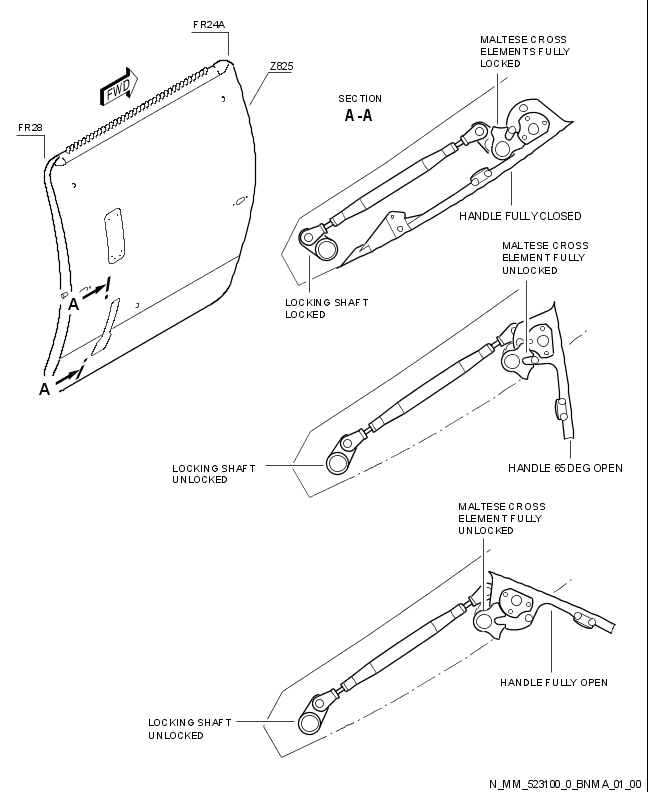 FR24A
Z825
FWD
FR28
A
A
SECTION
A-A
MALTESE CROSS
ELEMENTS FULLY
LOCKED
HANDLE FULLY CLOSED
LOCKING SHAFT
LOCKED
MALTESE CROSS
ELEMENT FULLY
UNLOCKED
LOCKING SHAFT
UNLOCKED
HANDLE 65 DEG OPEN
MALTESE CROSS
ELEMENT FULLY
UNLOCKED
HANDLE FULLY OPEN
LOCKING SHAFT
UNLOCKED
N_MM_523100_0_BNMA_01_00